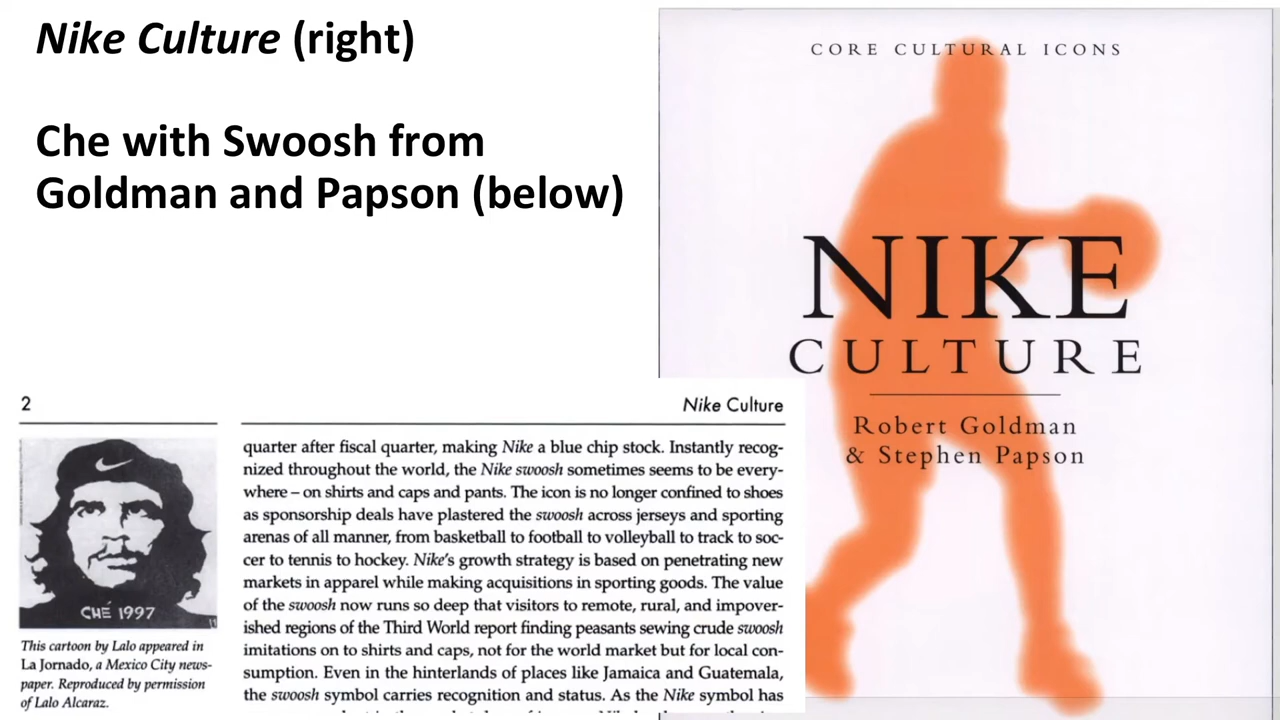 Nike Culture (right)
Che with Swoosh from
Goldman and Papson (below)
CORE CULTURAL ICONS
NIKE
CULTURE
Robert Goldman
& Stephen Papson
2
Nike Culture
CHÉ 1997
This cartoon by Lalo appeared in
La Jornado, a Mexico City news-
paper. Reproduced by permission
of Lalo Alcaraz.
quarter after fiscal quarter, making Nike a blue chip stock. Instantly recog-
nized throughout the world, the Nike swoosh sometimes seems to be every-
where – on shirts and caps and pants. The icon is no longer confined to shoes
as sponsorship deals have plastered the swoosh across jerseys and sporting
arenas of all manner, from basketball to football to volleyball to track to soc-
cer to tennis to hockey. Nike's growth strategy is based on penetrating new
markets in apparel while making acquisitions in sporting goods. The value
of the swoosh now runs so deep that visitors to remote, rural, and impover-
ished regions of the Third World report finding peasants sewing crude swoosh
imitations on to shirts and caps, not for the world market but for local con-
sumption. Even in the hinterlands of places like Jamaica and Guatemala,
the swoosh symbol carries recognition and status. As the Nike symbol has